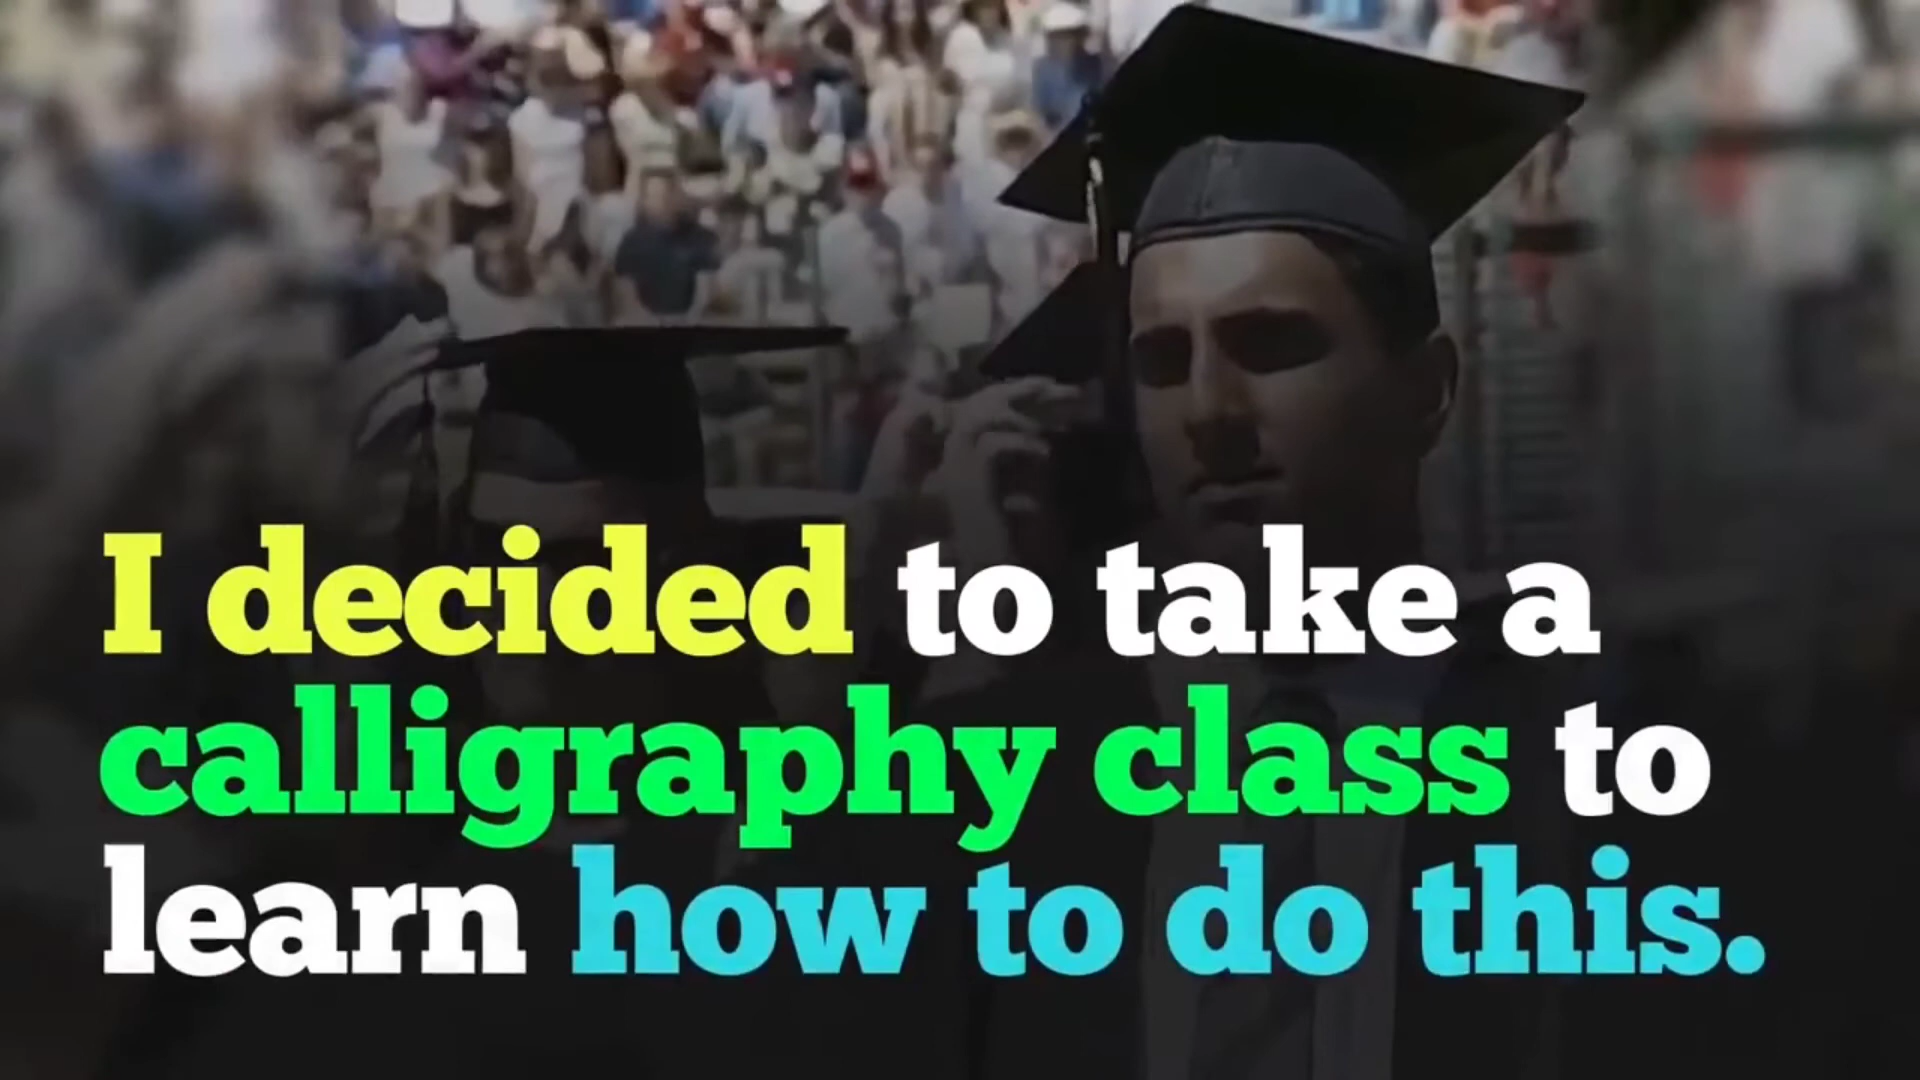 I decided to take a
calligraphy class to
learn how to do this.